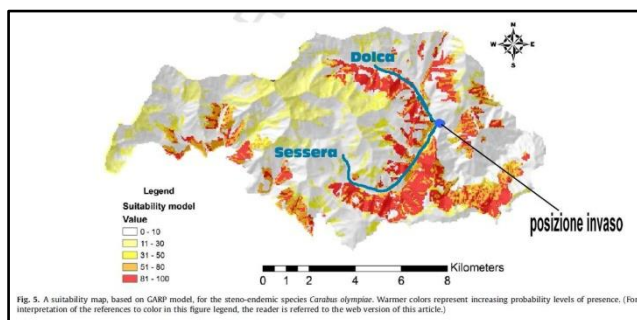 N
W E
S
Dolca
Sessera
posizione invaso
Legend
Suitability model
Value
0 - 10
11 - 30
31 - 50
51 - 80
81 - 100
Kilometers
0 1 2 4 6 8
Fig. 5. A suitability map, based on GARP model, for the steno-endemic species Carabus olympiae. Warmer colors represent increasing probability levels of presence. (For
interpretation of the references to color in this figure legend, the reader is referred to the web version of this article.)